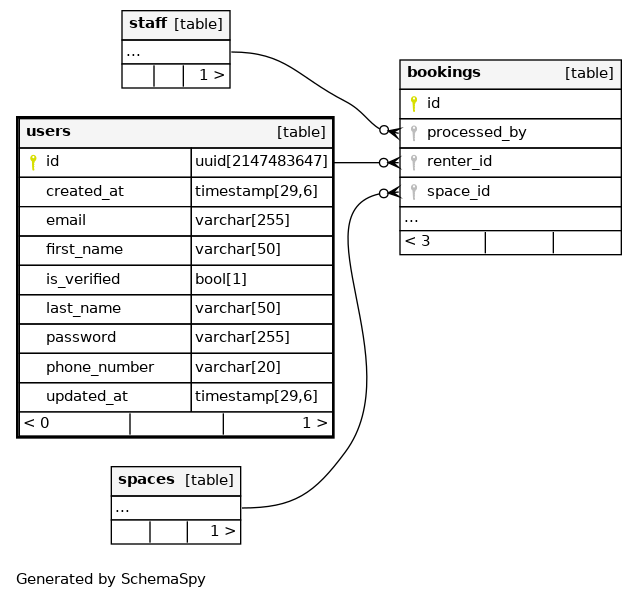 staff [table]
...
1 >
bookings [table]
id
processed_by
renter_id
space_id
...
< 3
users [table]
id uuid[2147483647]
created_at timestamp[29,6]
email varchar[255]
first_name varchar[50]
is_verified bool[1]
last_name varchar[50]
password varchar[255]
phone_number varchar[20]
updated_at timestamp[29,6]
< 0 1 >
spaces [table]
...
1 >
Generated by SchemaSpy